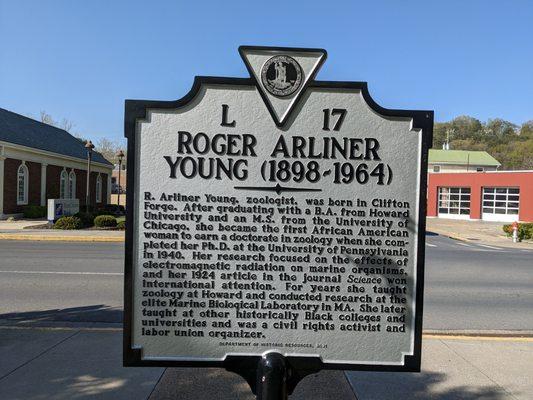 L 17
ROGER ARLINER
YOUNG (1898-1964)
R. Arliner Young, zoologist, was born in Clifton
Forge. After graduating with a B.A. from Howard
University and an M.S. from the University of
Chicago, she became the first African American
woman to earn a doctorate in zoology when she com-
pleted her Ph.D. at the University of Pennsylvania
in 1940. Her research focused on the effects of
electromagnetic radiation on marine organisms,
and her 1924 article in the journal Science won
international attention. For years she taught
zoology at Howard and conducted research at the
elite Marine Biological Laboratory in MA. She later
taught at other historically Black colleges and
universities and was a civil rights activist and
labor union organizer.
DEPARTMENT OF HISTORIC RESOURCES,